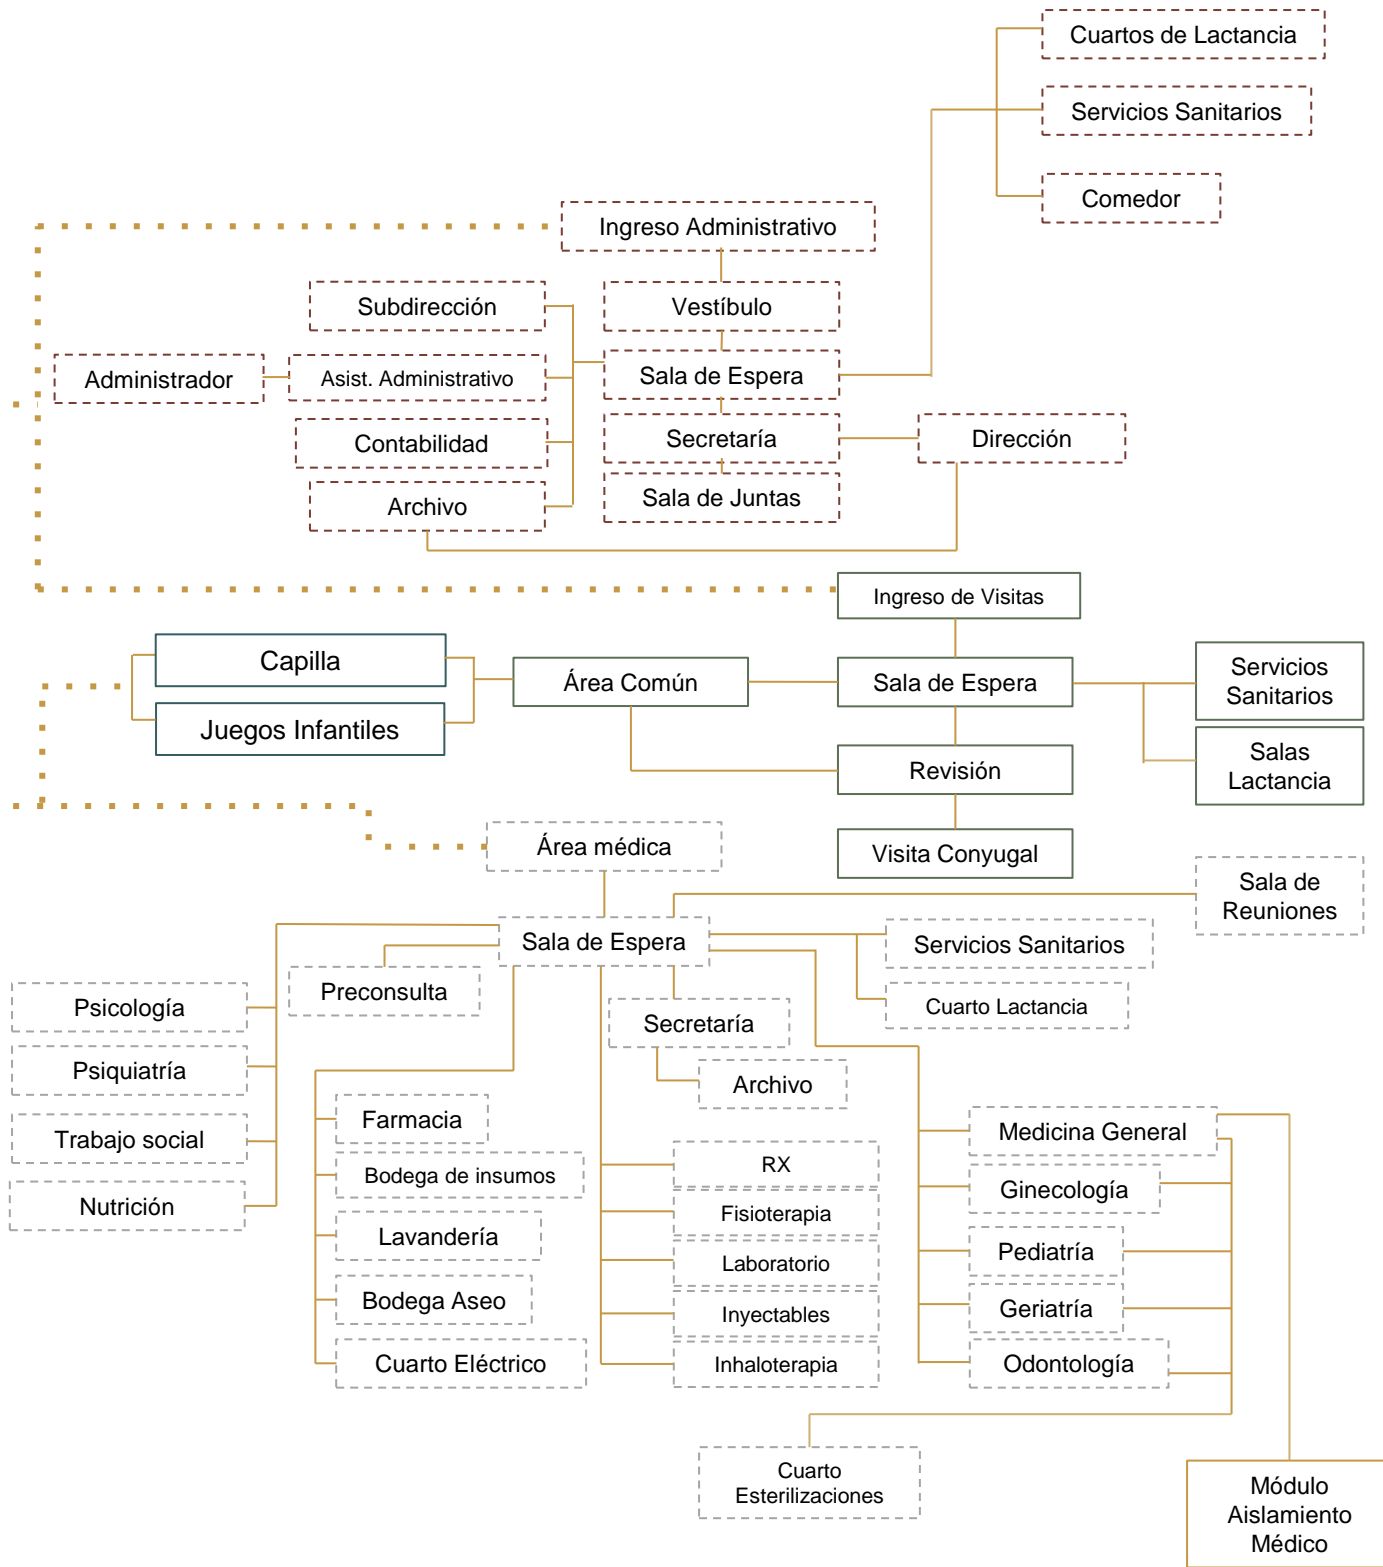 Cuartos de Lactancia
Servicios Sanitarios
Comedor
Ingreso Administrativo
Subdirección
Vestíbulo
Administrador
Asist. Administrativo
Sala de Espera
Contabilidad
Secretaría
Dirección
Archivo
Sala de Juntas
Ingreso de Visitas
Capilla
Área Común
Sala de Espera
Servicios
Sanitarios
Juegos Infantiles
Revisión
Salas
Lactancia
Área médica
Visita Conyugal
Sala de
Reuniones
Sala de Espera
Servicios Sanitarios
Preconsulta
Cuarto Lactancia
Psicología
Secretaría
Psiquiatría
Archivo
Farmacia
Trabajo social
Medicina General
Bodega de insumos
RX
Nutrición
Ginecología
Lavandería
Fisioterapia
Pediatría
Laboratorio
Bodega Aseo
Inyectables
Geriatría
Cuarto Eléctrico
Inhaloterapia
Odontología
Cuarto
Esterilizaciones
Módulo
Aislamiento
Médico